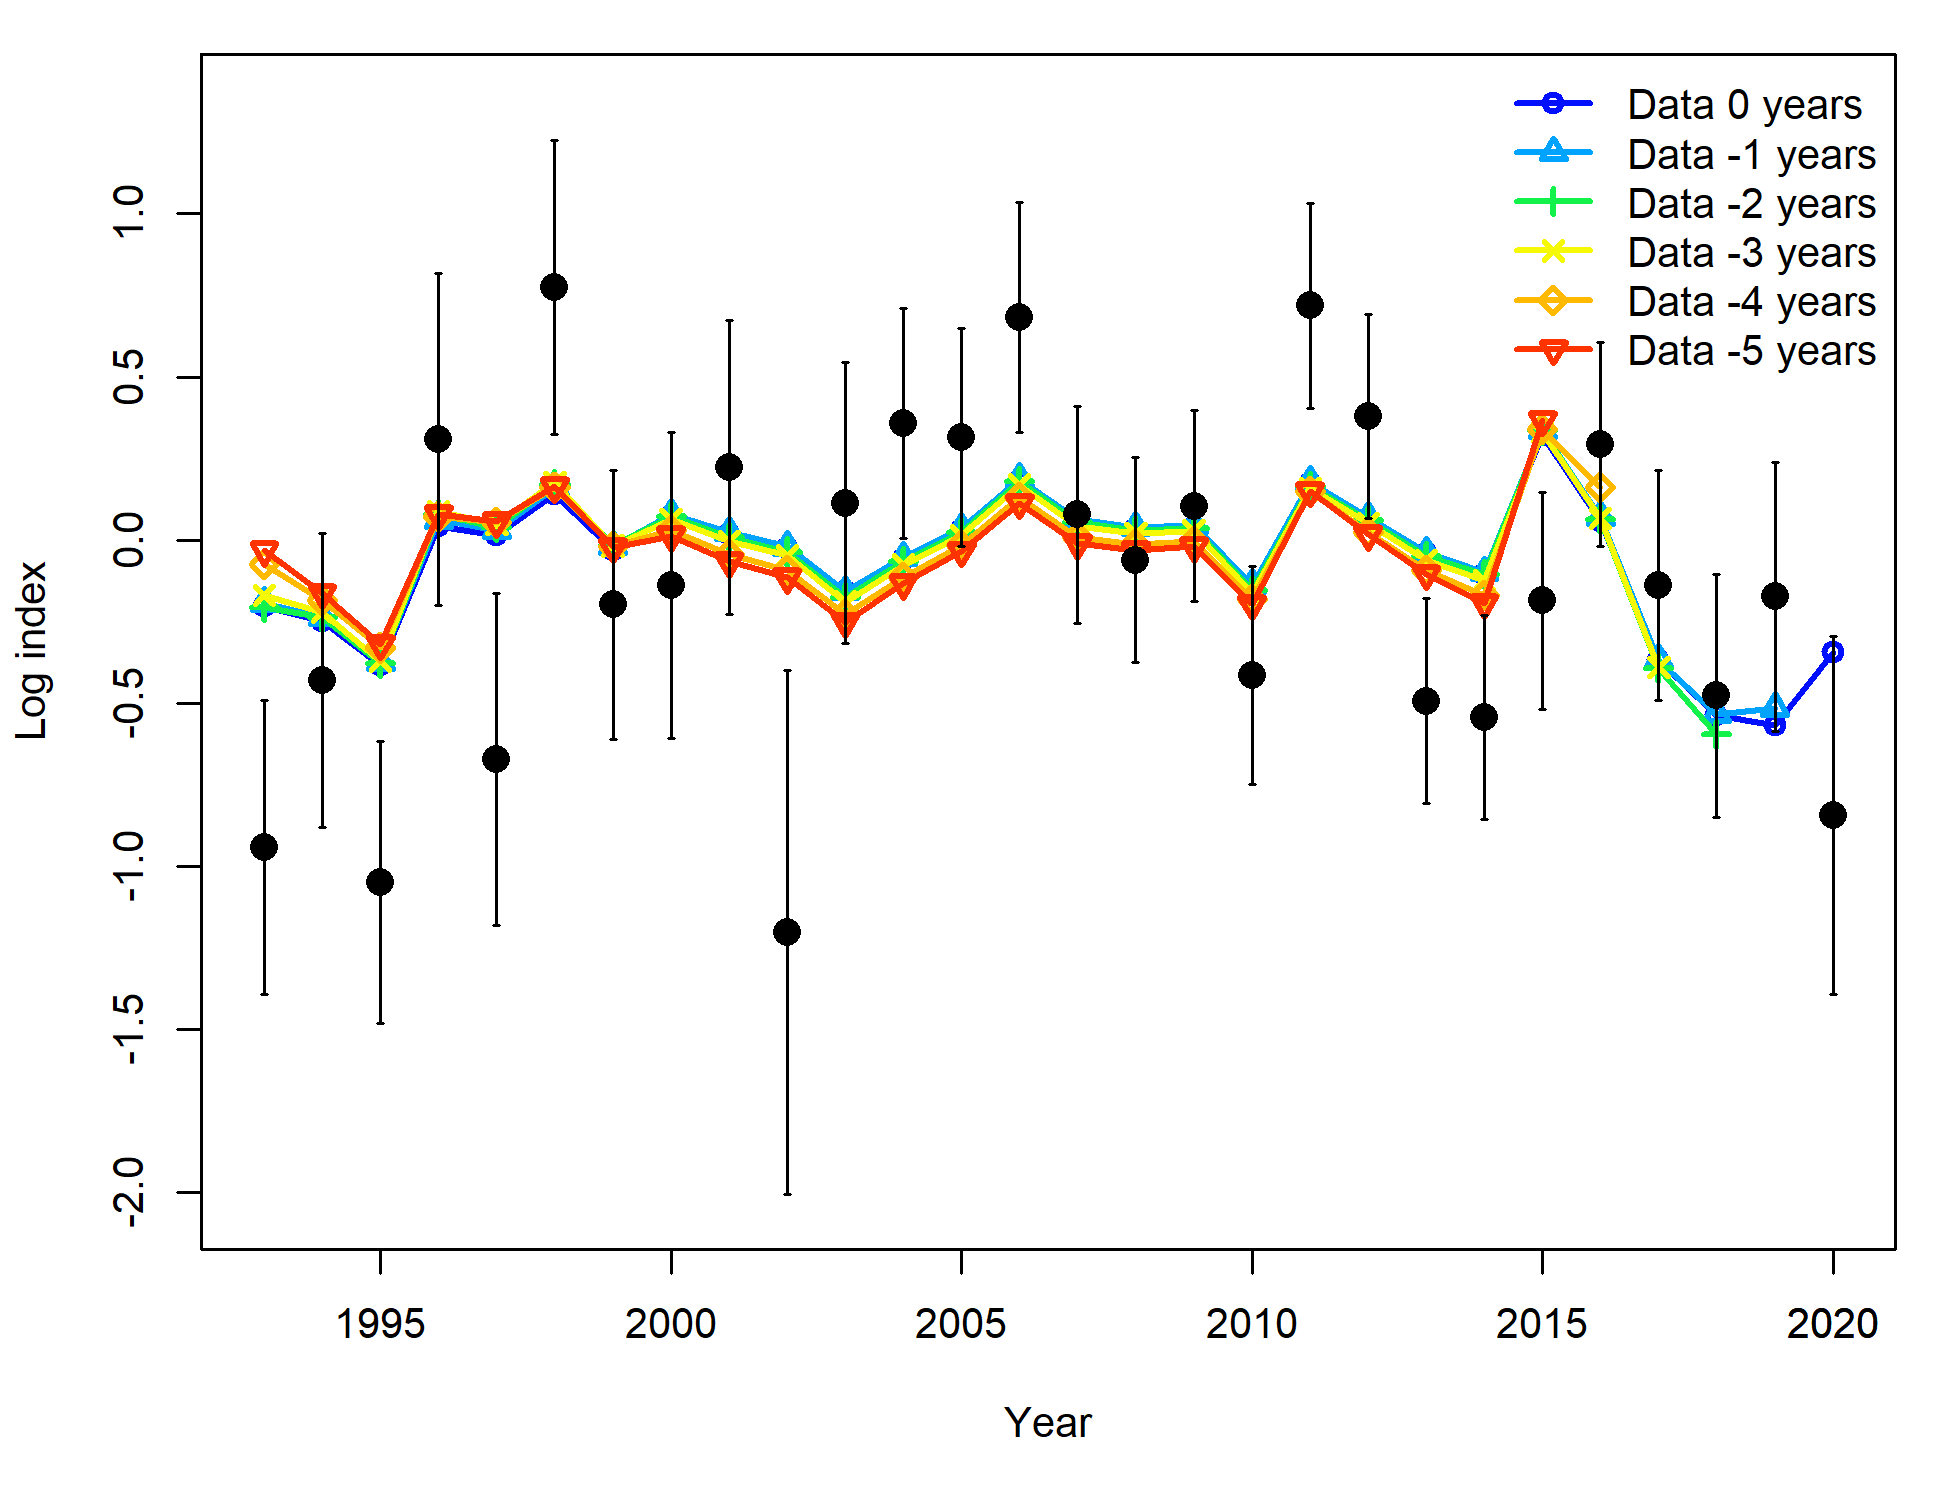 Data 0 years
Data -1 years
Data -2 years
Data -3 years
Data -4 years
Data -5 years
1.0
0.5
0.0
-0.5
-1.0
-1.5
-2.0
Log index
1995 2000 2005 2010 2015 2020
Year